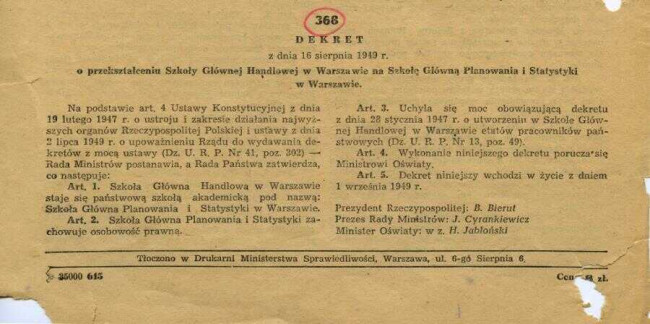 368
DEKRET
z dnia 16 sierpnia 1949 r.
o przekształceniu Szkoły Głównej Handlowej w Warszawie na Szkołę Główną Planowania i Statystyki
w Warszawie.
Na podstawie art. 4 Ustawy Konstytucyjnej z dnia
19 lutego 1947 r. o ustroju i zakresie działania najwyż-
szych organów Rzeczypospolitej Polskiej i ustawy z dnia
2 lipca 1949 r. o upoważnieniu Rządu do wydawania de-
kretów z mocą ustawy (Dz. U. R. P. Nr 41, poz. 302) —
Rada Ministrów postanawia, a Rada Państwa zatwierdza,
co następuje:
Art. 1. Szkoła Główna Handlowa w Warszawie
staje się państwową szkołą akademicką pod nazwą:
Szkoła Główna Planowania i Statystyki w Warszawie.
Art. 2. Szkoła Główna Planowania i Statystyki za-
chowuje osobowość prawną.
Art. 3. Uchyla się moc obowiązującą dekretu
z dnia 28 stycznia 1947 r. o utworzeniu w Szkole Głów-
nej Handlowej w Warszawie etatów pracowników pań-
stwowych (Dz. U. R. P. Nr 13, poz. 49).
Art. 4. Wykonanie niniejszego dekretu porucza się
Ministrowi Oświaty.
Art. 5. Dekret niniejszy wchodzi w życie z dniem
1 września 1949 r.
Prezydent Rzeczypospolitej: B. Bierut
Prezes Rady Ministrów: J. Cyrankiewicz
Minister Oświaty: w z. H. Jabłoński
Tłoczono w Drukarni Ministerstwa Sprawiedliwości, Warszawa, ul. 6-go Sierpnia 6.
35000 615
zł.